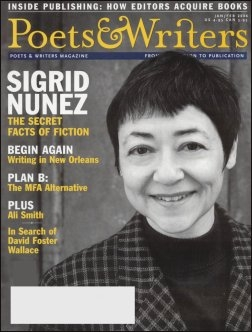 INSIDE PUBLISHING: HOW EDITORS ACQUIRE BOOKS
JAN/FEB 2006
US 4.95 CAN 5.95
Poets&Writers
POETS & WRITERS MAGAZINE
FROM TO PUBLICATION
SIGRID
NUNEZ
THE SECRET
FACTS OF FICTION
BEGIN AGAIN
Writing in New Orleans
PLAN B:
The MFA Alternative
PLUS
Ali Smith
In Search of
David Foster
Wallace